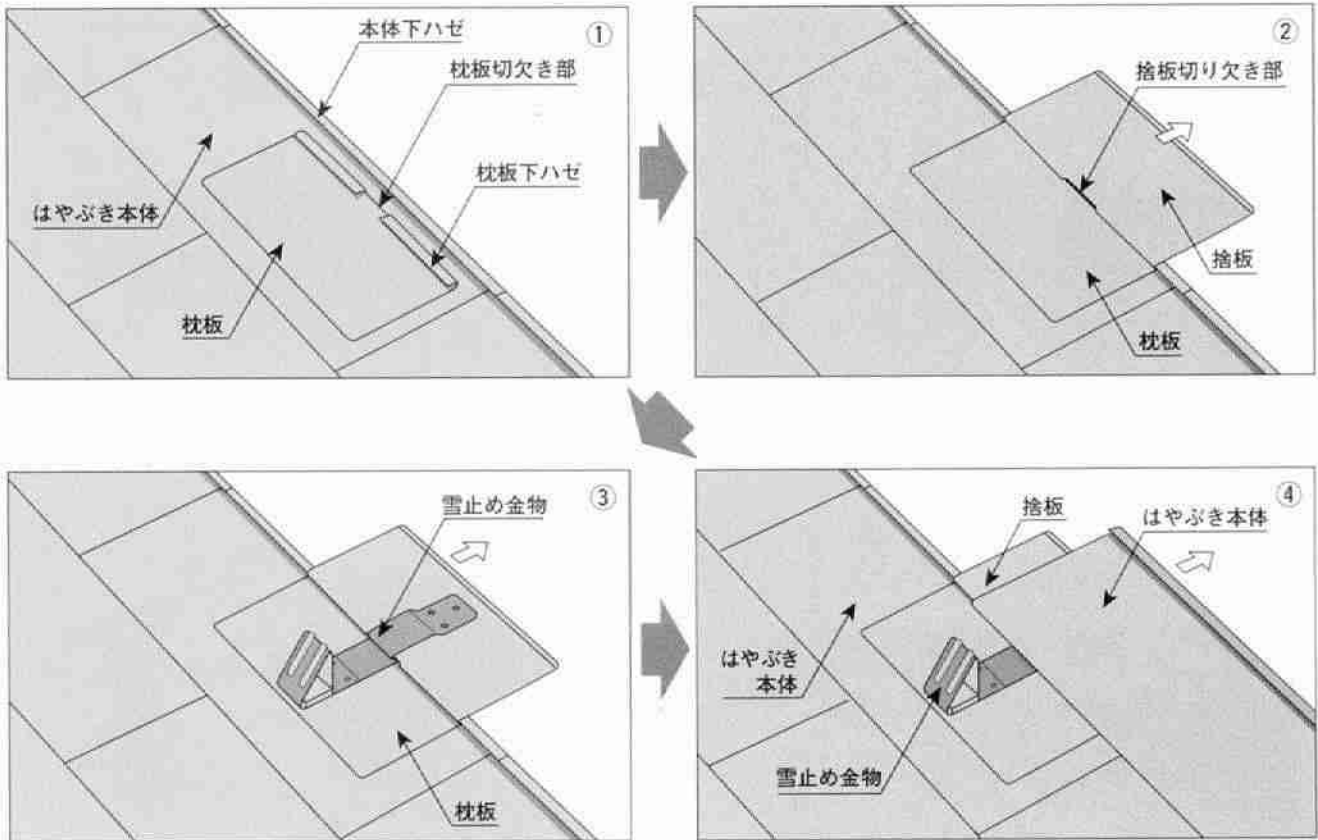 ①
本体下ハゼ
枕板切欠き部
枕板下ハゼ
はやぶき本体
枕板
②
捨板切り欠き部
捨板
枕板
③
雪止め金物
枕板
④
捨板
はやぶき本体
はやぶき
本体
雪止め金物